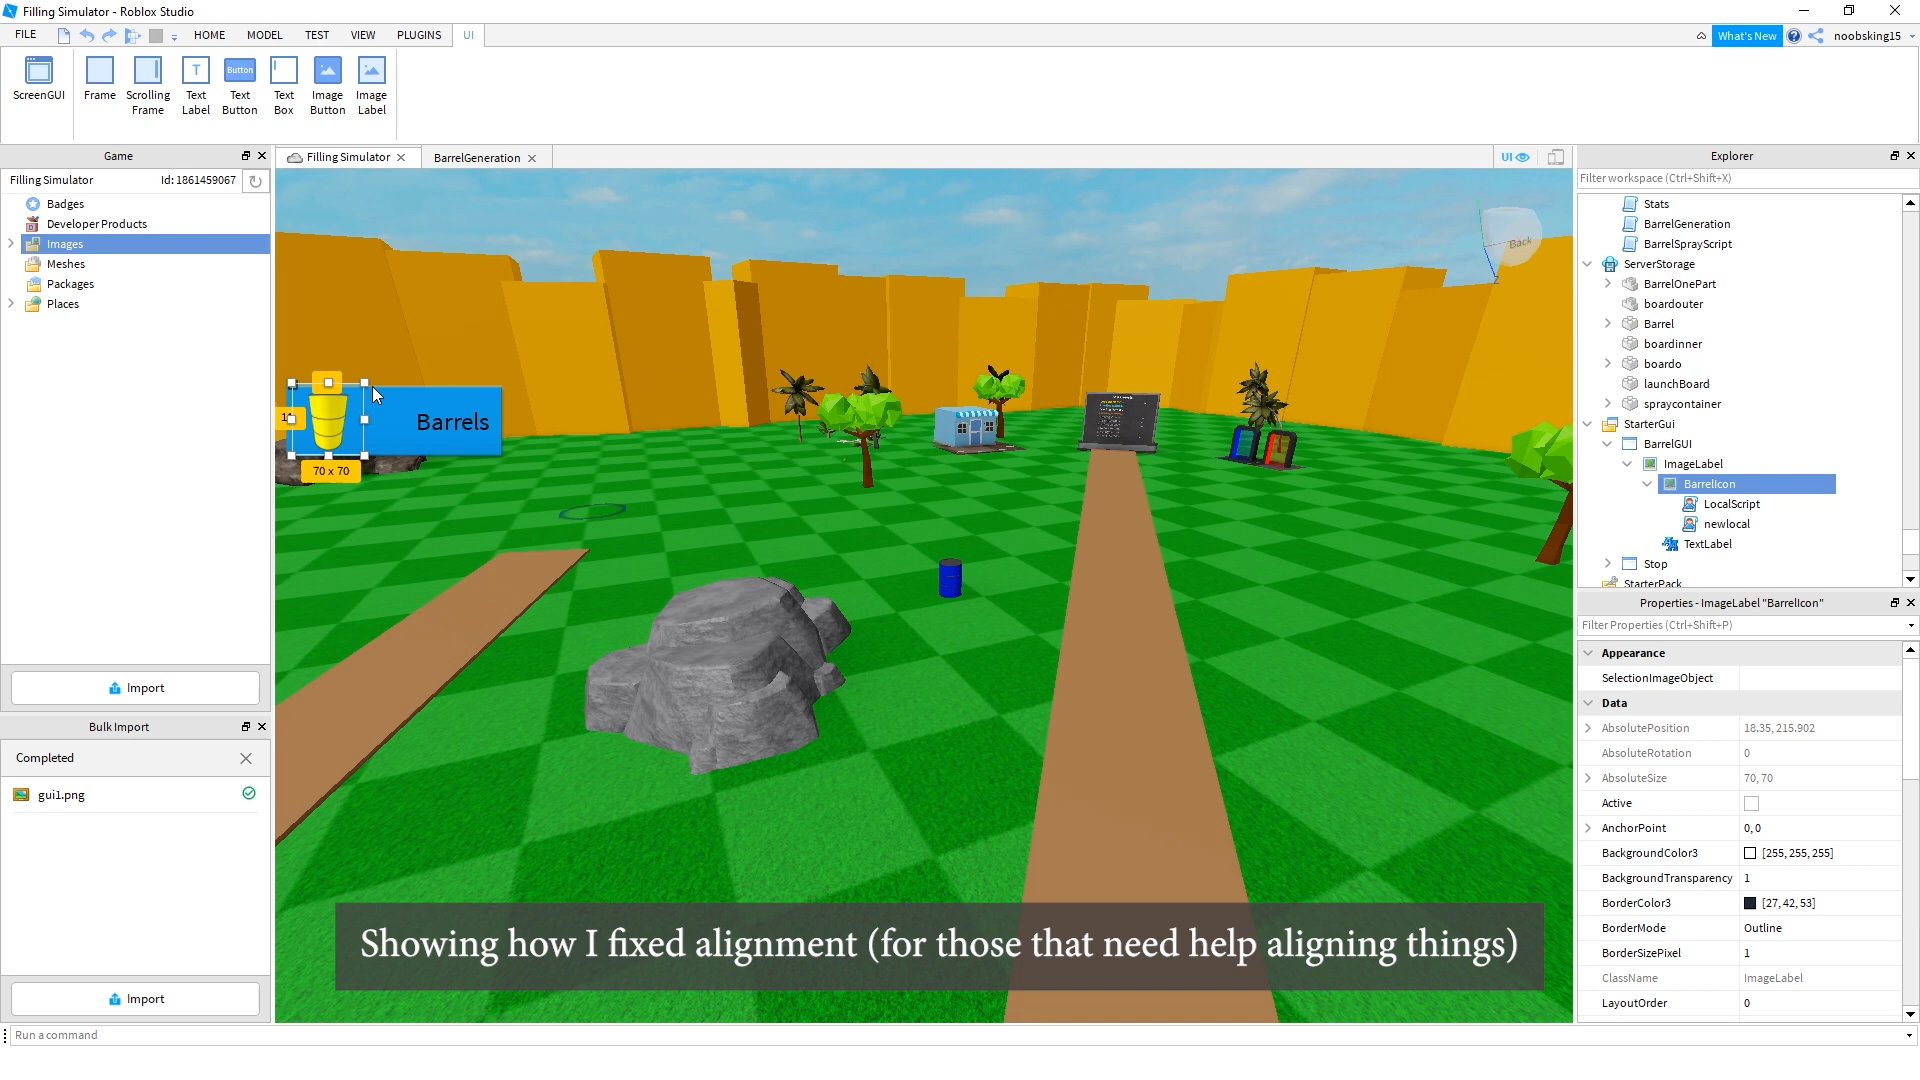 Filling Simulator - Roblox Studio
FILE HOME MODEL TEST VIEW PLUGINS UI
What's New noobsking15
ScreenGUI Frame Scrolling Frame Text Label Text Button Button Text Box Image Button Image Label
Game
Filling Simulator Id: 1861459067
Badges
Developer Products
Images
Meshes
Packages
Places
Import
Bulk Import
Completed
gui1.png
Import
Filling Simulator BarrelGeneration UI
Back
Z
Barrels
70 x 70
Showing how I fixed alignment (for those that need help aligning things)
Explorer
Filter workspace (Ctrl+Shift+X)
Stats
BarrelGeneration
BarrelSprayScript
ServerStorage
BarrelOnePart
boardouter
Barrel
boardinner
boardo
launchBoard
spraycontainer
StarterGui
BarrelGUI
ImageLabel
BarrelIcon
LocalScript
newlocal
TextLabel
Stop
StarterPack
Properties - ImageLabel "BarrelIcon"
Filter Properties (Ctrl+Shift+P)
Appearance
SelectionImageObject
Data
AbsolutePosition 18.35, 215.902
AbsoluteRotation 0
AbsoluteSize 70, 70
Active
AnchorPoint 0, 0
BackgroundColor3 [255, 255, 255]
BackgroundTransparency 1
BorderColor3 [27, 42, 53]
BorderMode Outline
BorderSizePixel 1
ClassName ImageLabel
LayoutOrder 0
Run a command